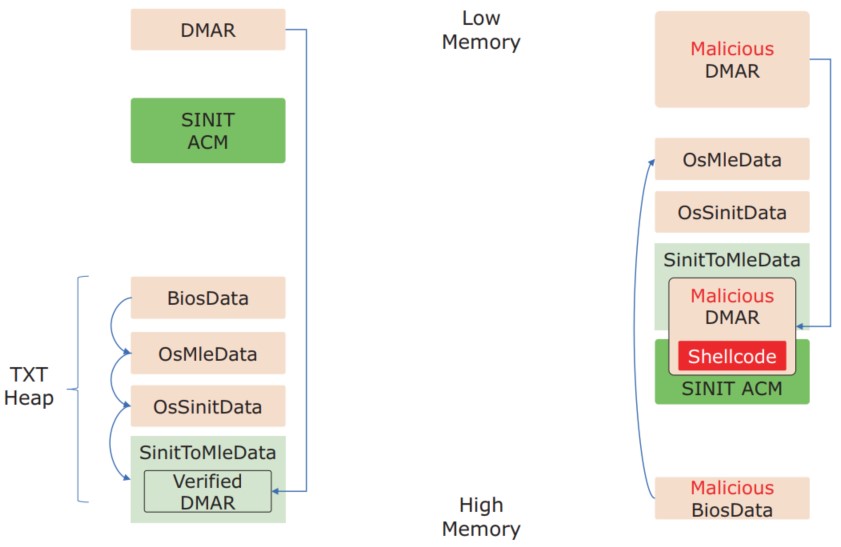 DMAR
SINIT
ACM
TXT
Heap
BiosData
OsMleData
OsSinitData
SinitToMleData
Verified
DMAR
Low
Memory
High
Memory
Malicious
DMAR
OsMleData
OsSinitData
SinitToMleData
Malicious
DMAR
Shellcode
SINIT ACM
Malicious
BiosData